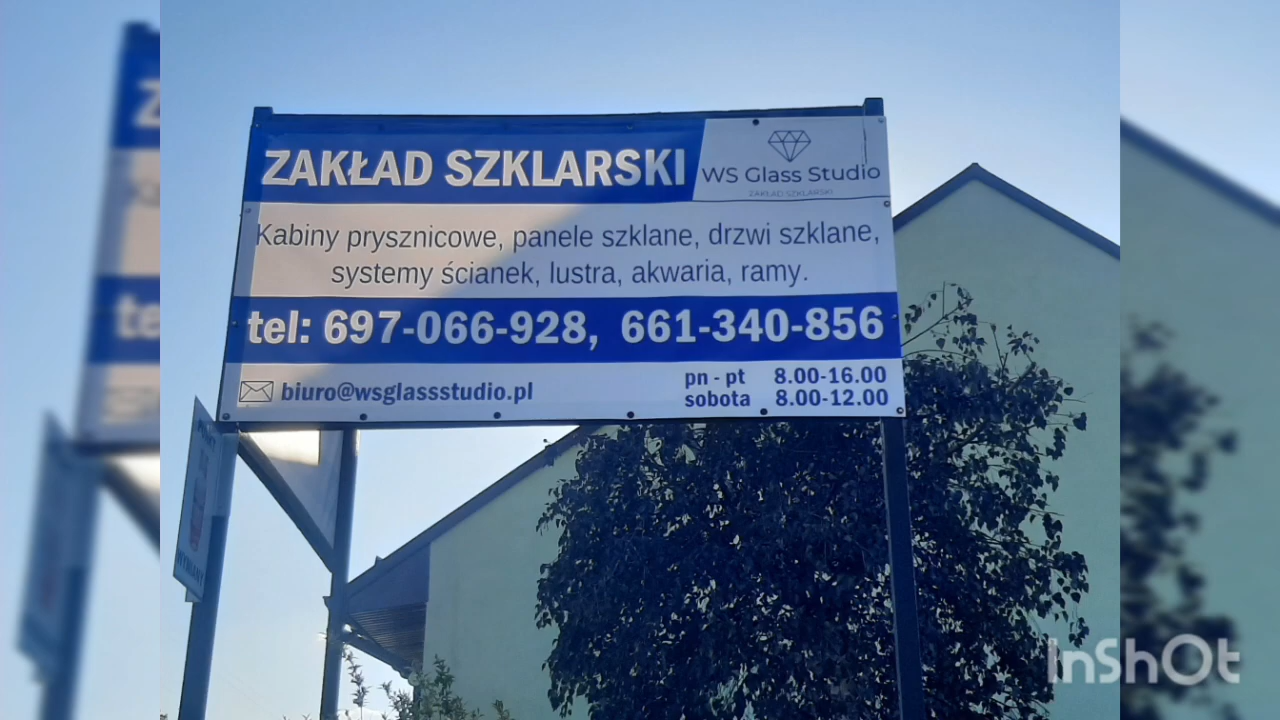 ZAKŁAD SZKLARSKI
WS Glass Studio
ZAKŁAD SZKLARSKI
Kabiny prysznicowe, panele szklane, drzwi szklane,
systemy ścianek, lustra, akwaria, ramy.
tel: 697-066-928, 661-340-856
biuro@wsglassstudio.pl
pn - pt 8.00-16.00
sobota 8.00-12.00
InShOt